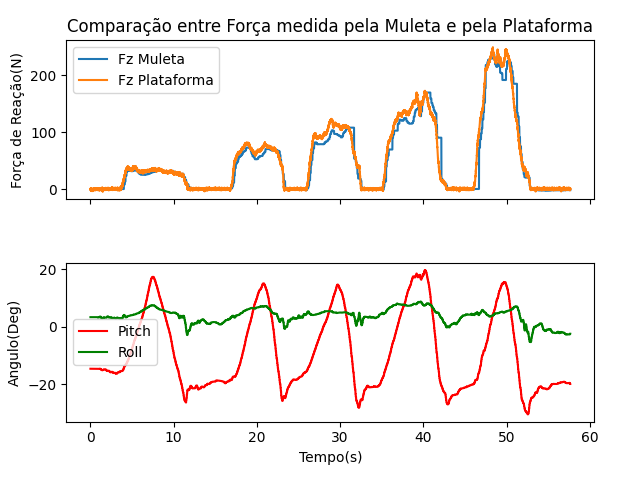 Comparação entre Força medida pela Muleta e pela Plataforma
Força de Reação(N)
200
100
0
Fz Muleta
Fz Plataforma
Angulo(Deg)
20
0
−20
Pitch
Roll
0
10
20
30
40
50
60
Tempo(s)